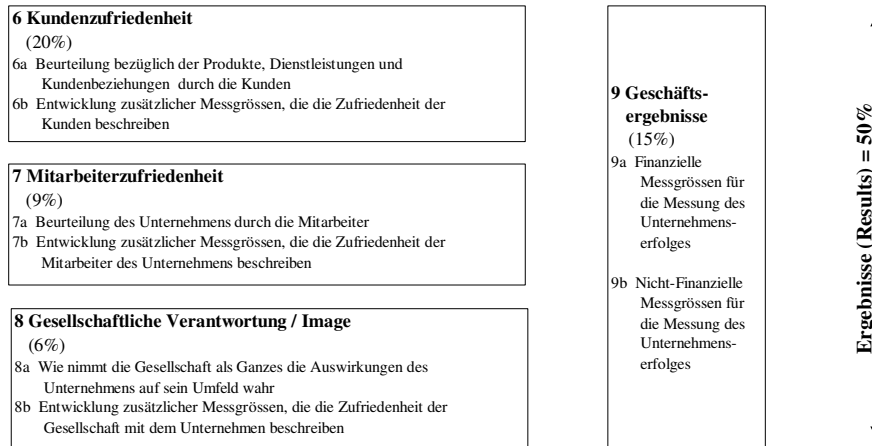 6 Kundenzufriedenheit
(20%)
6a Beurteilung bezüglich der Produkte, Dienstleistungen und
Kundenbeziehungen durch die Kunden
6b Entwicklung zusätzlicher Messgrössen, die die Zufriedenheit der
Kunden beschreiben
7 Mitarbeiterzufriedenheit
(9%)
7a Beurteilung des Unternehmens durch die Mitarbeiter
7b Entwicklung zusätzlicher Messgrössen, die die Zufriedenheit der
Mitarbeiter des Unternehmens beschreiben
8 Gesellschaftliche Verantwortung / Image
(6%)
8a Wie nimmt die Gesellschaft als Ganzes die Auswirkungen des
Unternehmens auf sein Umfeld wahr
8b Entwicklung zusätzlicher Messgrössen, die die Zufriedenheit der
Gesellschaft mit dem Unternehmen beschreiben
9 Geschäfts-
ergebnisse
(15%)
9a Finanzielle
Messgrössen für
die Messung des
Unternehmens-
erfolges
9b Nicht-Finanzielle
Messgrössen für
die Messung des
Unternehmens-
erfolges
Ergebnisse (Results) = 50%